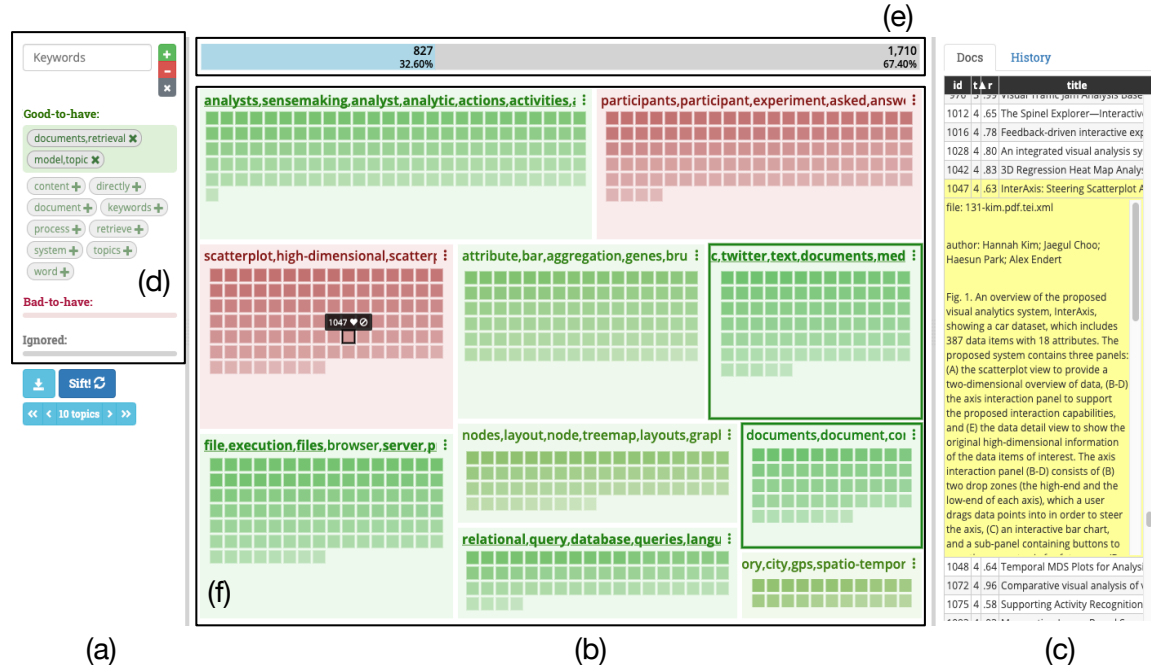 (e)
Keywords
+
−
×
Good-to-have:
documents,retrieval ✖
model,topic ✖
content + directly +
document + keywords +
process + retrieve +
system + topics +
word +
(d)
Bad-to-have:
Ignored:
Sift!
« ‹ 10 topics › »
827
32.60%
1,710
67.40%
analysts,sensemaking,analyst,analytic,actions,activities,
participants,participant,experiment,asked,answe
scatterplot,high-dimensional,scatterp
1047
attribute,bar,aggregation,genes,bru
c,twitter,text,documents,med
file,execution,files,browser,server,p
nodes,layout,node,treemap,layouts,grapl
documents,document,cor
relational,query,database,queries,langu
ory,city,gps,spatio-tempor
(f)
Docs History
id t▲ r title
1012 4 .65 The Spinel Explorer—Interactiv
1016 4 .78 Feedback-driven interactive exp
1028 4 .80 An integrated visual analysis sy
1042 4 .83 3D Regression Heat Map Analys
1047 4 .63 InterAxis: Steering Scatterplot A
file: 131-kim.pdf.tei.xml
author: Hannah Kim; Jaegul Choo;
Haesun Park; Alex Endert
Fig. 1. An overview of the proposed
visual analytics system, InterAxis,
showing a car dataset, which includes
387 data items with 18 attributes. The
proposed system contains three panels:
(A) the scatterplot view to provide a
two-dimensional overview of data, (B-D)
the axis interaction panel to support
the proposed interaction capabilities,
and (E) the data detail view to show the
original high-dimensional information
of the data items of interest. The axis
interaction panel (B-D) consists of (B)
two drop zones (the high-end and the
low-end of each axis), which a user
drags data points into in order to steer
the axis, (C) an interactive bar chart,
and a sub-panel containing buttons to
1048 4 .64 Temporal MDS Plots for Analysi
1072 4 .96 Comparative visual analysis of v
1075 4 .58 Supporting Activity Recognition
(a)
(b)
(c)